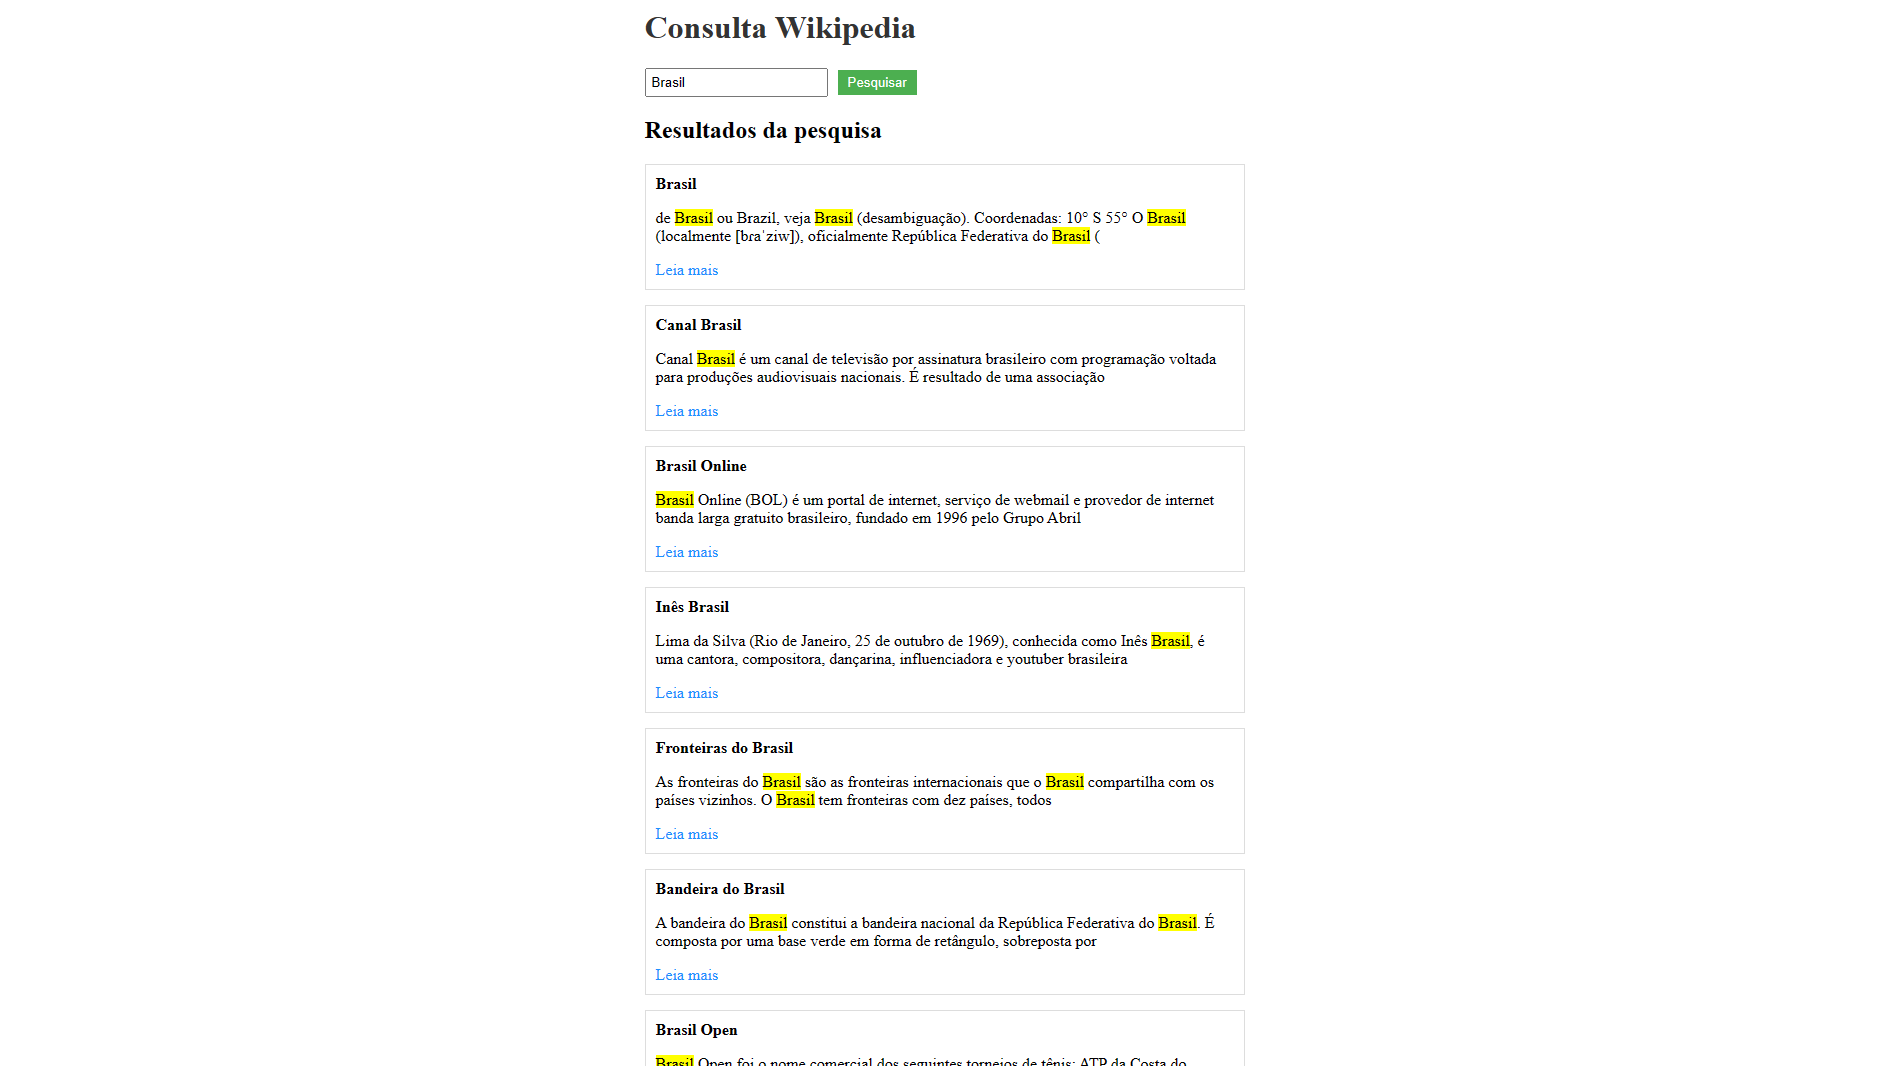 Consulta Wikipedia
Brasil
Pesquisar
Resultados da pesquisa
Brasil
de Brasil ou Brazil, veja Brasil (desambiguação). Coordenadas: 10° S 55° O Brasil
(localmente [bɾaˈziw]), oficialmente República Federativa do Brasil (
Leia mais
Canal Brasil
Canal Brasil é um canal de televisão por assinatura brasileiro com programação voltada
para produções audiovisuais nacionais. É resultado de uma associação
Leia mais
Brasil Online
Brasil Online (BOL) é um portal de internet, serviço de webmail e provedor de internet
banda larga gratuito brasileiro, fundado em 1996 pelo Grupo Abril
Leia mais
Inês Brasil
Lima da Silva (Rio de Janeiro, 25 de outubro de 1969), conhecida como Inês Brasil, é
uma cantora, compositora, dançarina, influenciadora e youtuber brasileira
Leia mais
Fronteiras do Brasil
As fronteiras do Brasil são as fronteiras internacionais que o Brasil compartilha com os
países vizinhos. O Brasil tem fronteiras com dez países, todos
Leia mais
Bandeira do Brasil
A bandeira do Brasil constitui a bandeira nacional da República Federativa do Brasil. É
composta por uma base verde em forma de retângulo, sobreposta por
Leia mais
Brasil Open
Brasil Open foi o nome comercial dos seguintes torneios de tênis: ATP da Costa do